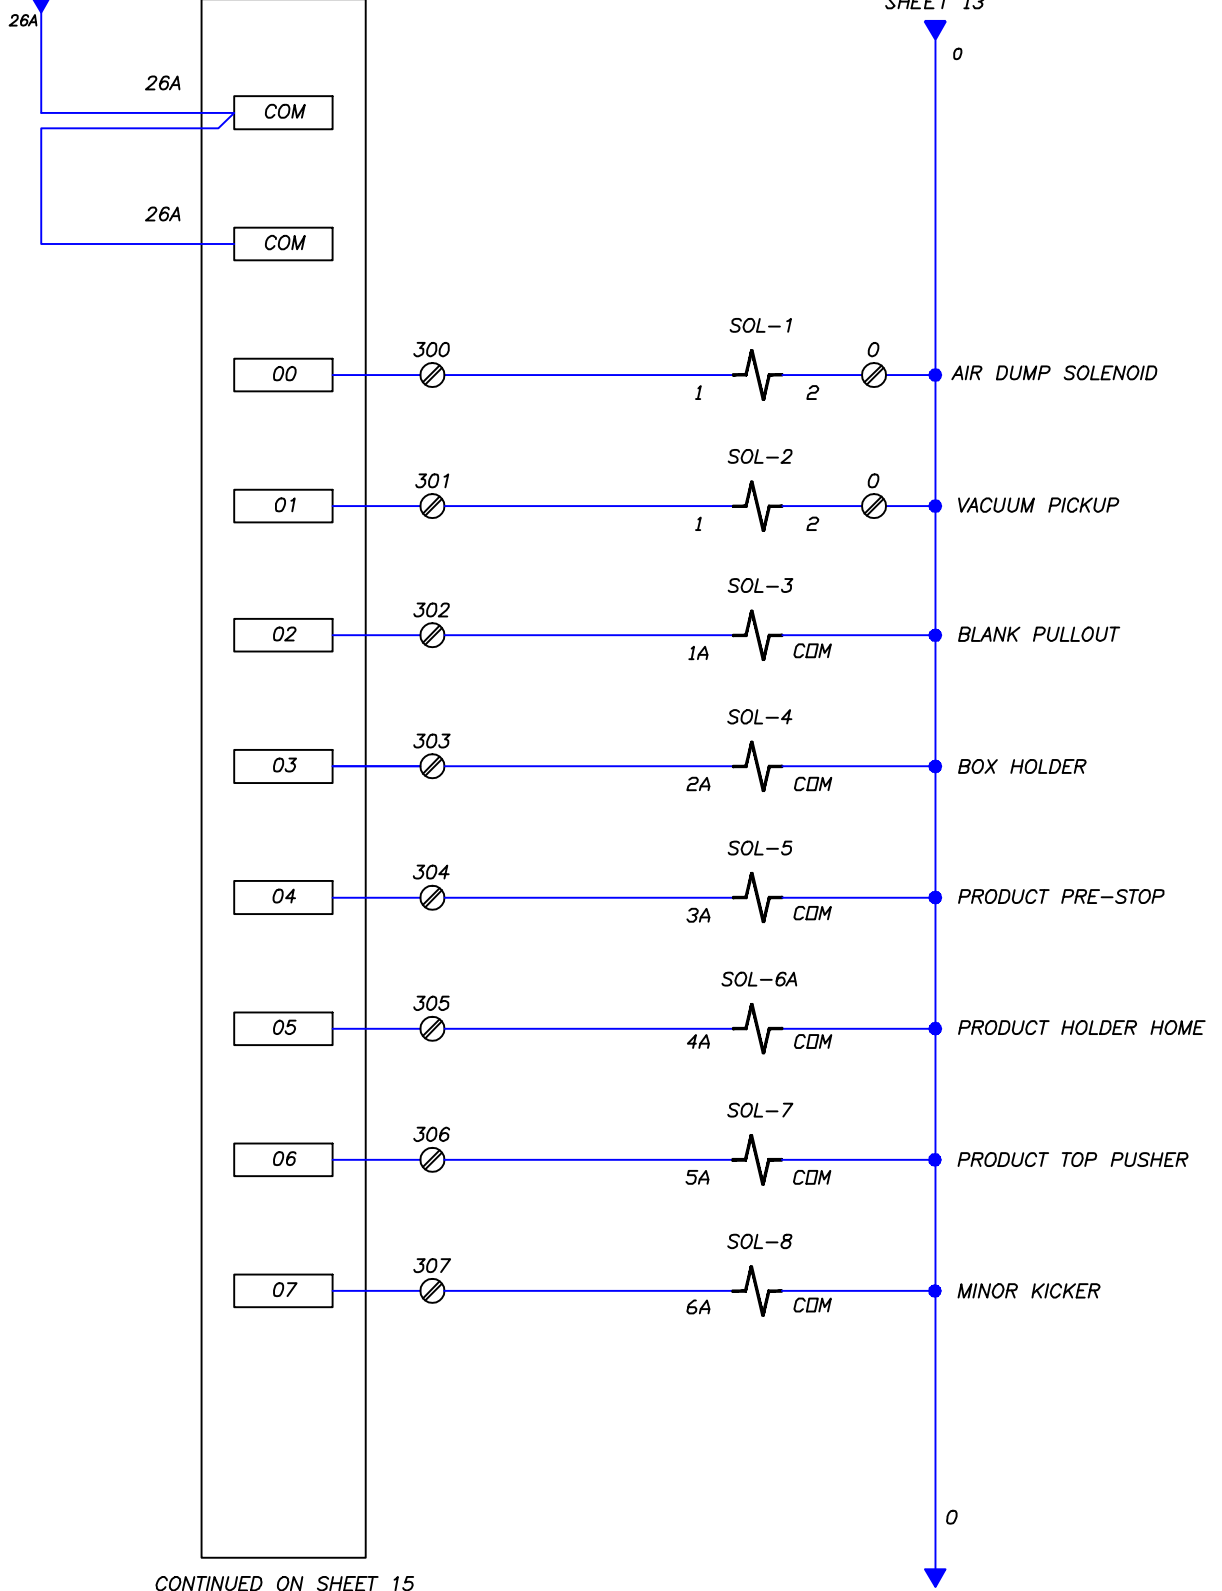 SHEET 13
26A
0
26A
COM
26A
COM
SOL-1
300
0
00
AIR DUMP SOLENOID
1
2
SOL-2
301
0
01
VACUUM PICKUP
1
2
SOL-3
302
02
BLANK PULLOUT
1A
COM
SOL-4
303
03
BOX HOLDER
2A
COM
SOL-5
304
04
PRODUCT PRE-STOP
3A
COM
SOL-6A
305
05
PRODUCT HOLDER HOME
4A
COM
SOL-7
306
06
PRODUCT TOP PUSHER
5A
COM
SOL-8
307
07
MINOR KICKER
6A
COM
0
CONTINUED ON SHEET 15